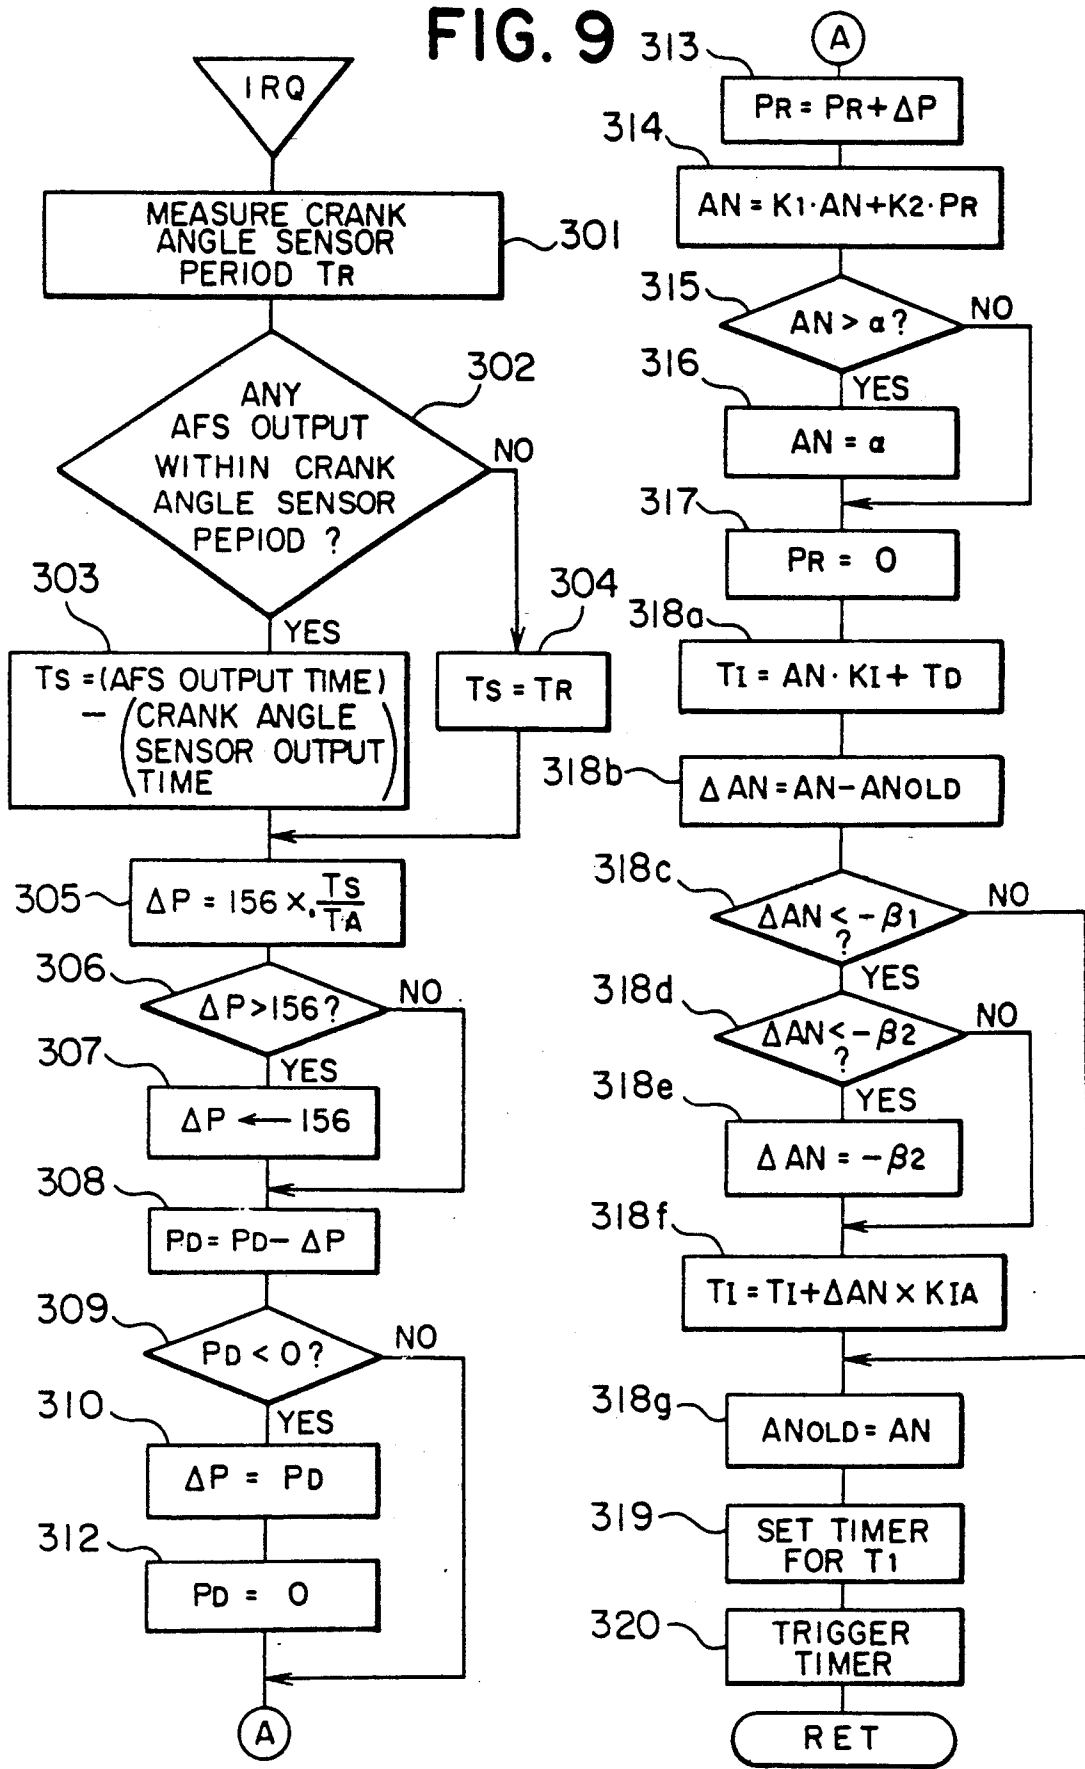 FIG. 9
IRQ
MEASURE CRANK
ANGLE SENSOR
PERIOD TR
301
302
ANY
AFS OUTPUT
WITHIN CRANK
ANGLE SENSOR
PEPIOD ?
NO
YES
303
TS =(AFS OUTPUT TIME)
-(CRANK ANGLE
SENSOR OUTPUT
TIME)
304
TS = TR
305
ΔP = 156 ×. TS/TA
306
ΔP>156?
NO
YES
307
ΔP ← 156
308
PD= PD- ΔP
309
PD < 0?
NO
YES
310
ΔP = PD
312
PD = 0
A
A
313
PR = PR + ΔP
314
AN = K1·AN+K2·PR
315
AN > α?
NO
YES
316
AN = α
317
PR = 0
318a
TI = AN · KI + TD
318b
ΔAN = AN- ANOLD
318c
ΔAN < -β1
?
NO
YES
318d
ΔAN < -β2
?
NO
YES
318e
ΔAN = -β2
318f
TI = TI+ΔAN × KIA
318g
ANOLD = AN
319
SET TIMER
FOR T1
320
TRIGGER
TIMER
RET